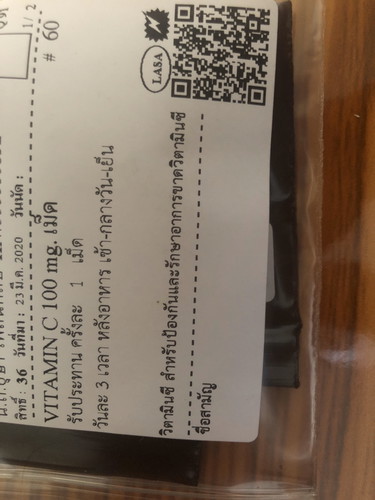 1/ 2
สิทธิ์ : 36 วันที่มา : 23 มี.ค. 2020 วันนัด :
# 60
VITAMIN C 100 mg. เม็ด
รับประทาน ครั้งละ 1 เม็ด
วันละ 3 เวลา หลังอาหาร เช้า-กลางวัน-เย็น
LASA
วิตามินซี สำหรับป้องกันและรักษาอาการขาดวิตามินซี
ชื่อสามัญ